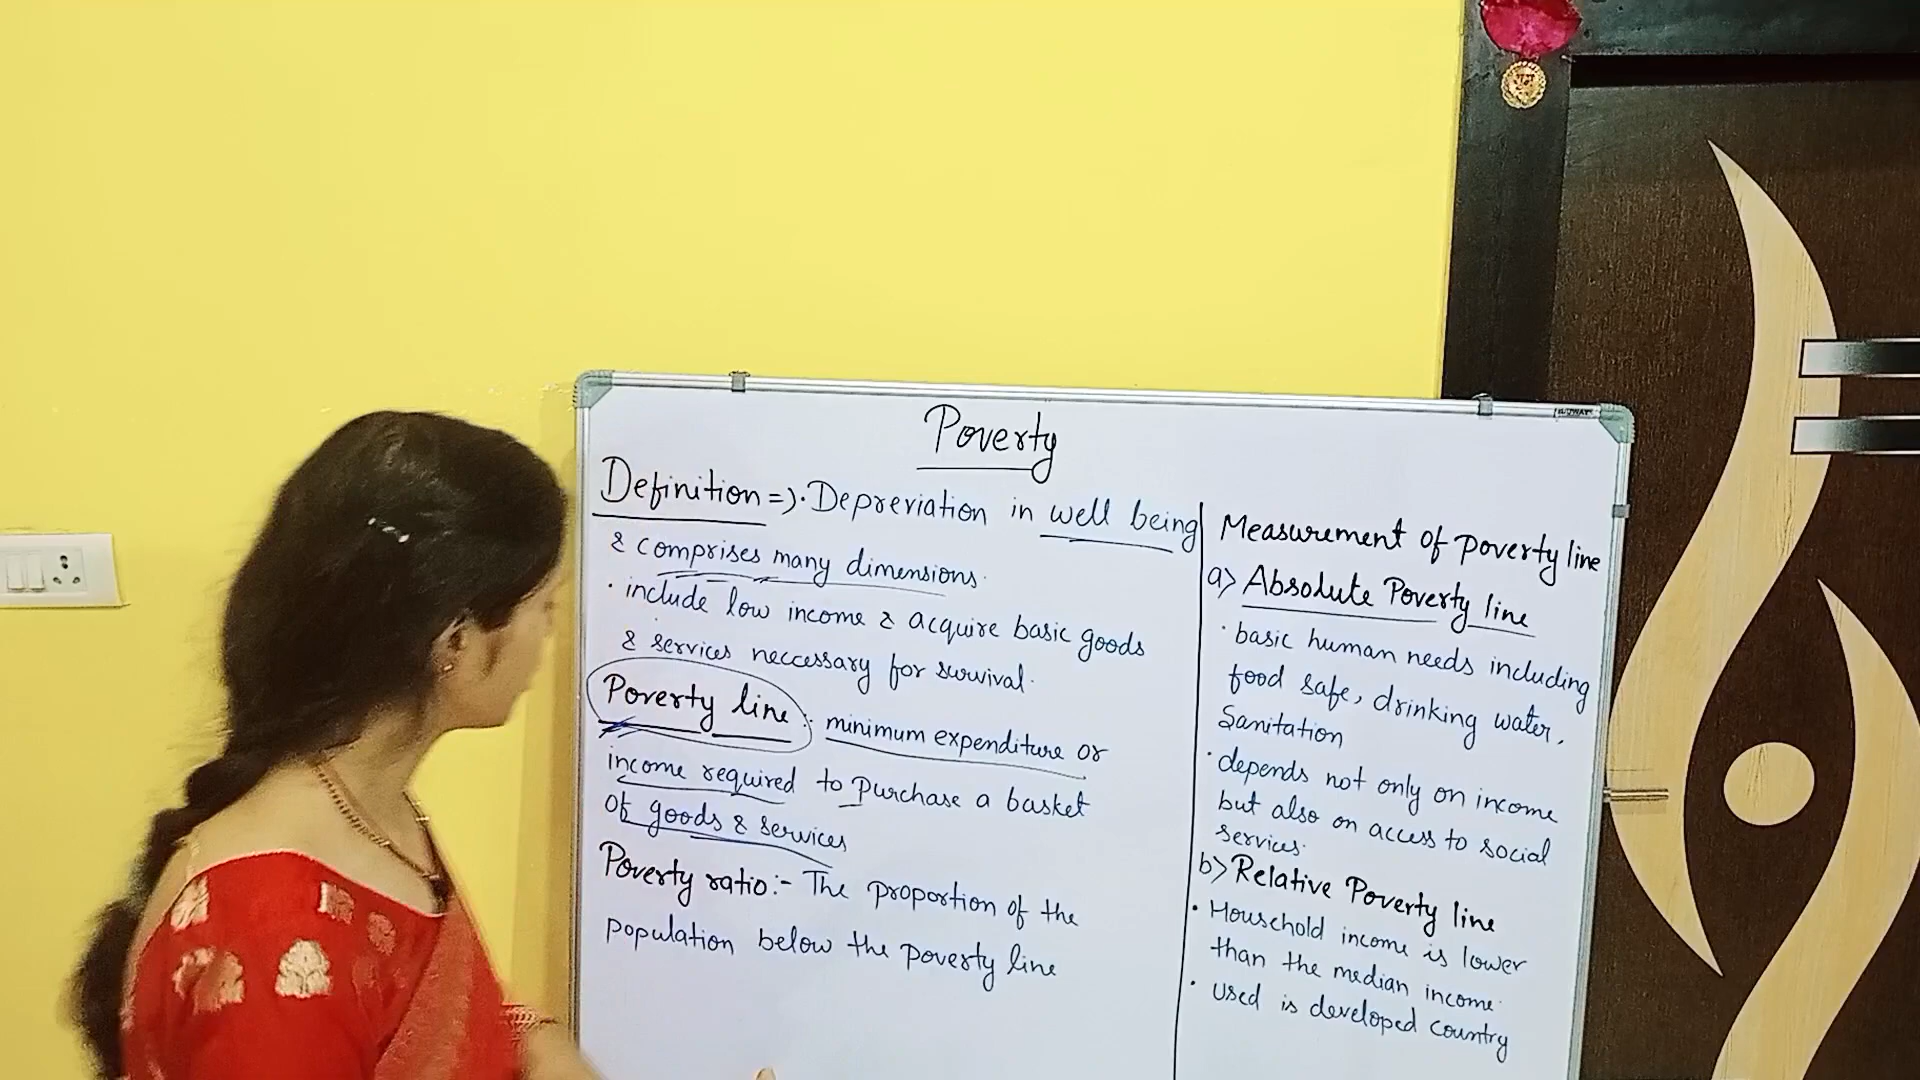 Poverty
Definition =) · Depreviation in well being
& comprises many dimensions.
· include low income & acquire basic goods
& services neccessary for survival.
Poverty line :- minimum expenditure or
income required to purchase a basket
of goods & services
Poverty ratio :- The proportion of the
population below the poverty line
Measurement of poverty line
a) Absolute Poverty line
· basic human needs including
food safe, drinking water,
Sanitation
· depends not only on income
but also on access to social
services.
b) Relative Poverty line
· Household income is lower
than the median income.
· used is developed country